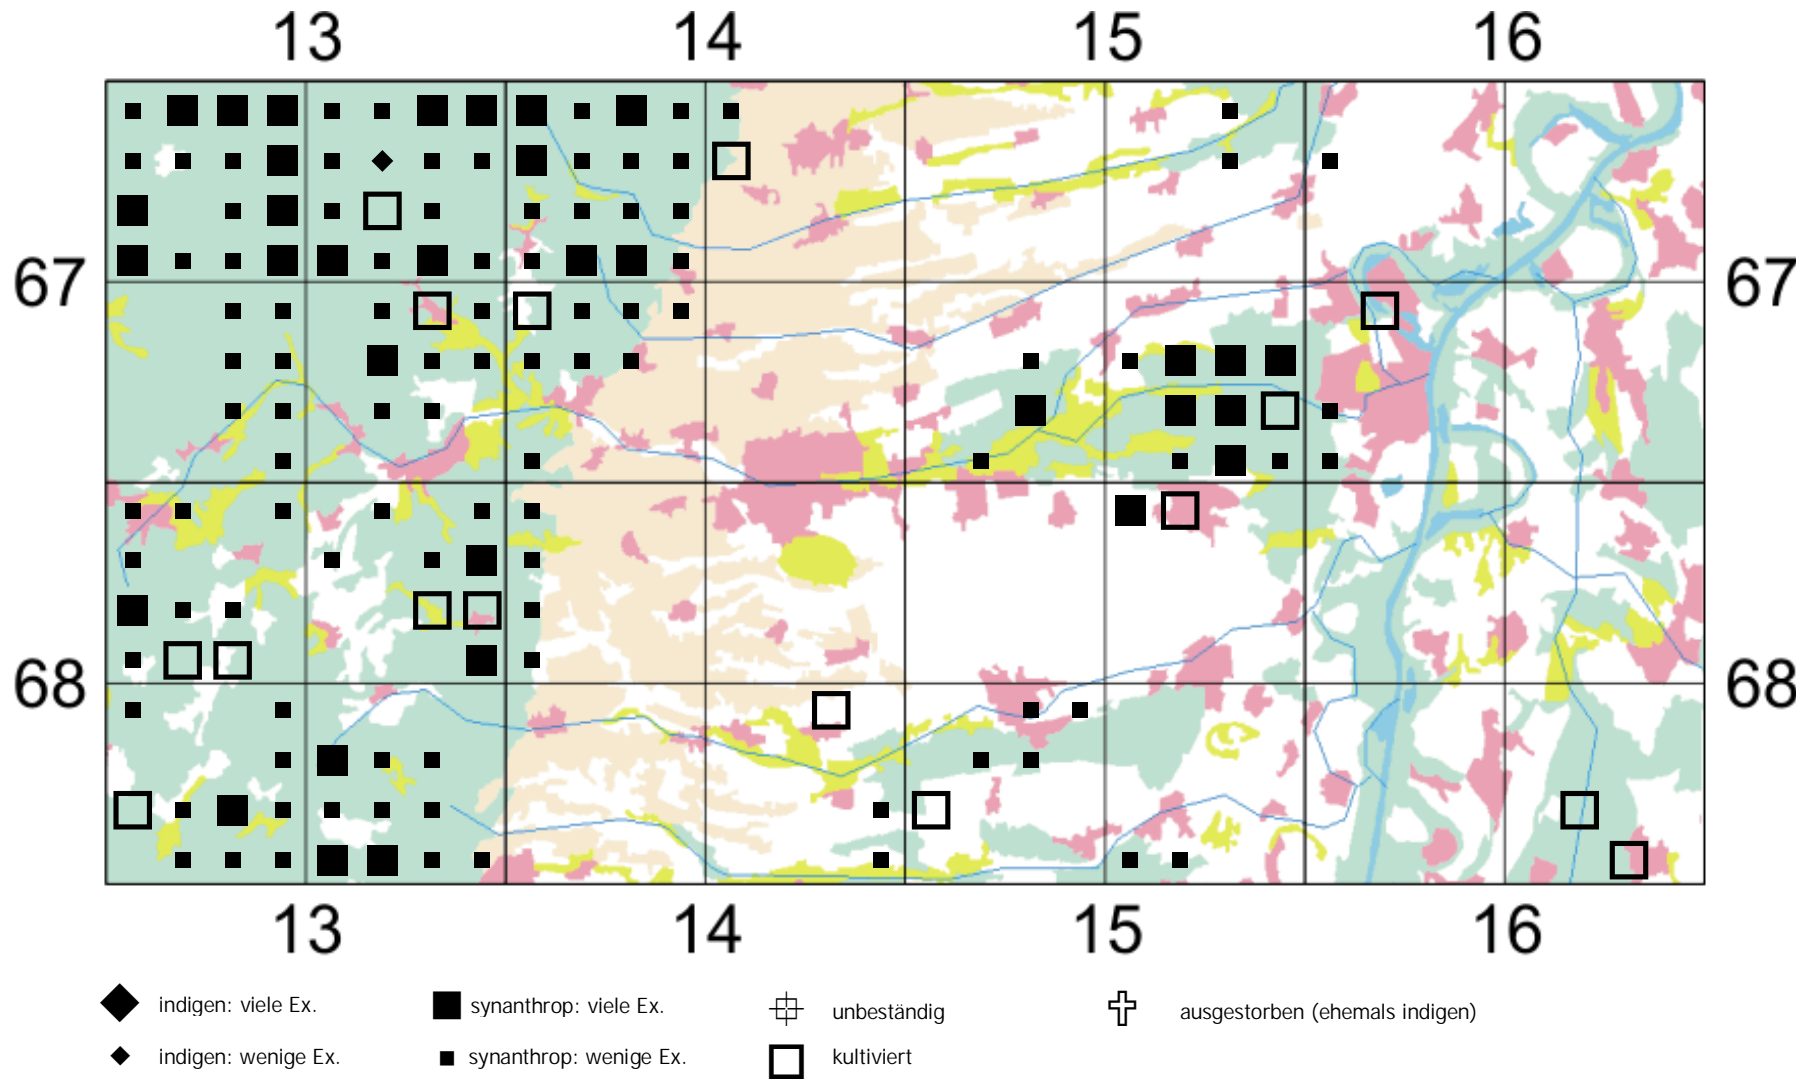 13 14 15 16
67 67
68 68
13 14 15 16
indigen: viele Ex. synanthrop: viele Ex. unbeständig ausgestorben (ehemals indigen)
indigen: wenige Ex. synanthrop: wenige Ex. kultiviert